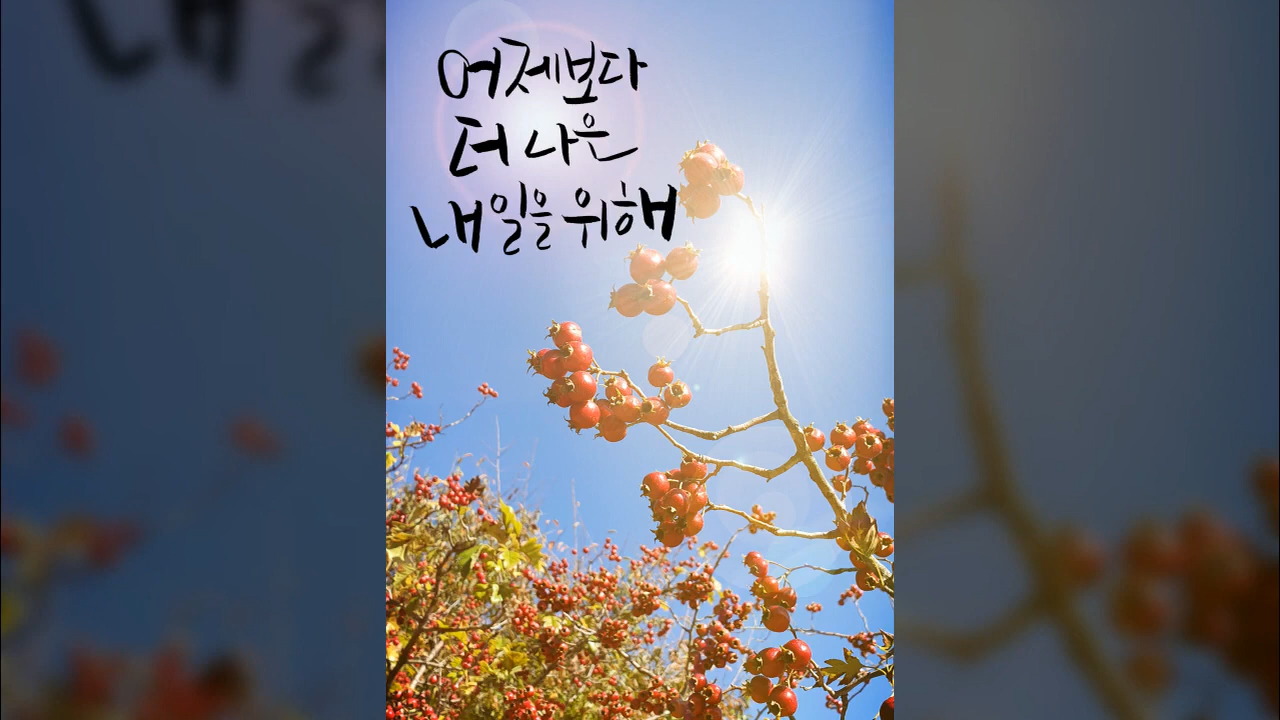 어제보다
더 나은
내일을 위해